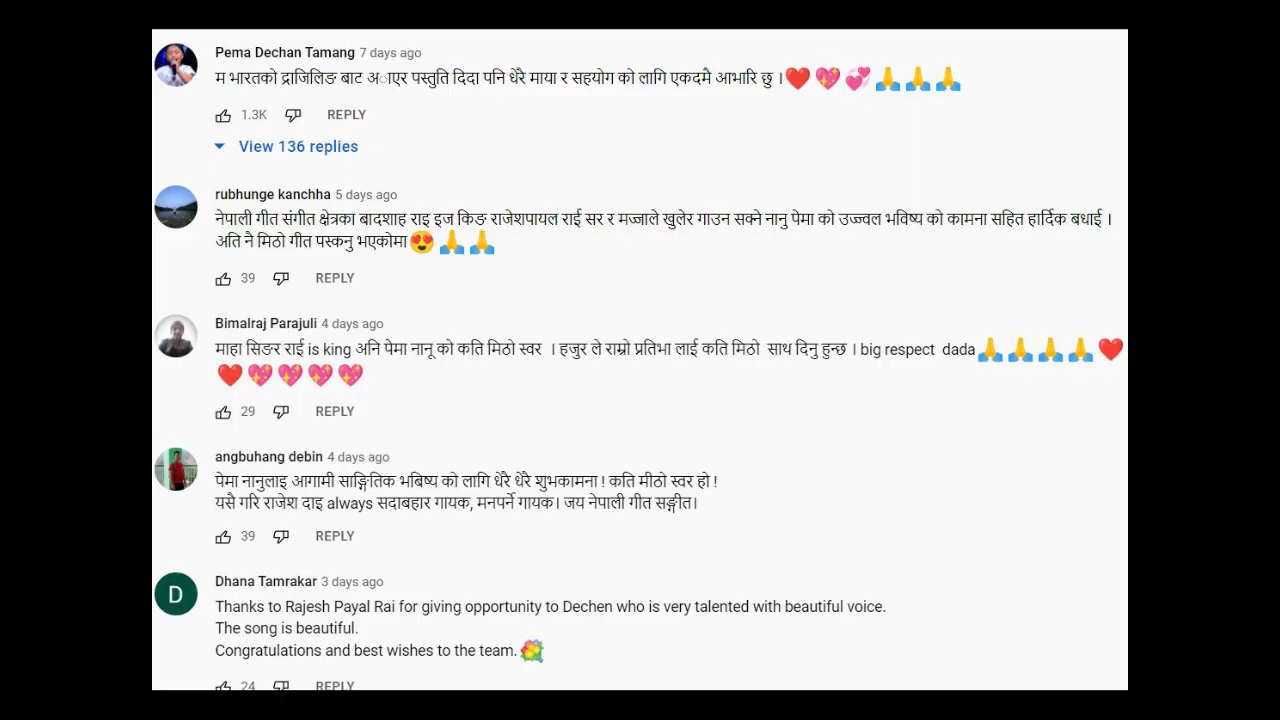 Pema Dechan Tamang 7 days ago
म भारतको द्राजिलिङ बाट अाएर पस्तुति दिदा पनि धेरै माया र सहयोग को लागि एकदमै आभारि छु ।❤️💖💞🙏🙏🙏
1.3K REPLY
View 136 replies
rubhunge kanchha 5 days ago
नेपाली गीत संगीत क्षेत्रका बादशाह राइ इज किङ राजेशपायल राई सर र मज्जाले खुलेर गाउन सक्ने नानु पेमा को उज्ज्वल भविष्य को कामना सहित हार्दिक बधाई ।
अति नै मिठो गीत पस्कनु भएकोमा😍🙏🙏
39 REPLY
Bimalraj Parajuli 4 days ago
माहा सिङर राई is king अनि पेमा नानू को कति मिठो स्वर । हजुर ले राम्रो प्रतिभा लाई कति मिठो साथ दिनु हुन्छ । big respect dada🙏🙏🙏🙏❤️
❤️💖💖💖💖
29 REPLY
angbuhang debin 4 days ago
पेमा नानुलाइ आगामी साङ्गितिक भबिष्य को लागि धेरै धेरै शुभकामना ! कति मीठो स्वर हो !
यसै गरि राजेश दाइ always सदाबहार गायक, मनपर्ने गायक। जय नेपाली गीत सङ्गीत।
39 REPLY
D
Dhana Tamrakar 3 days ago
Thanks to Rajesh Payal Rai for giving opportunity to Dechen who is very talented with beautiful voice.
The song is beautiful.
Congratulations and best wishes to the team.💐
24 REPLY